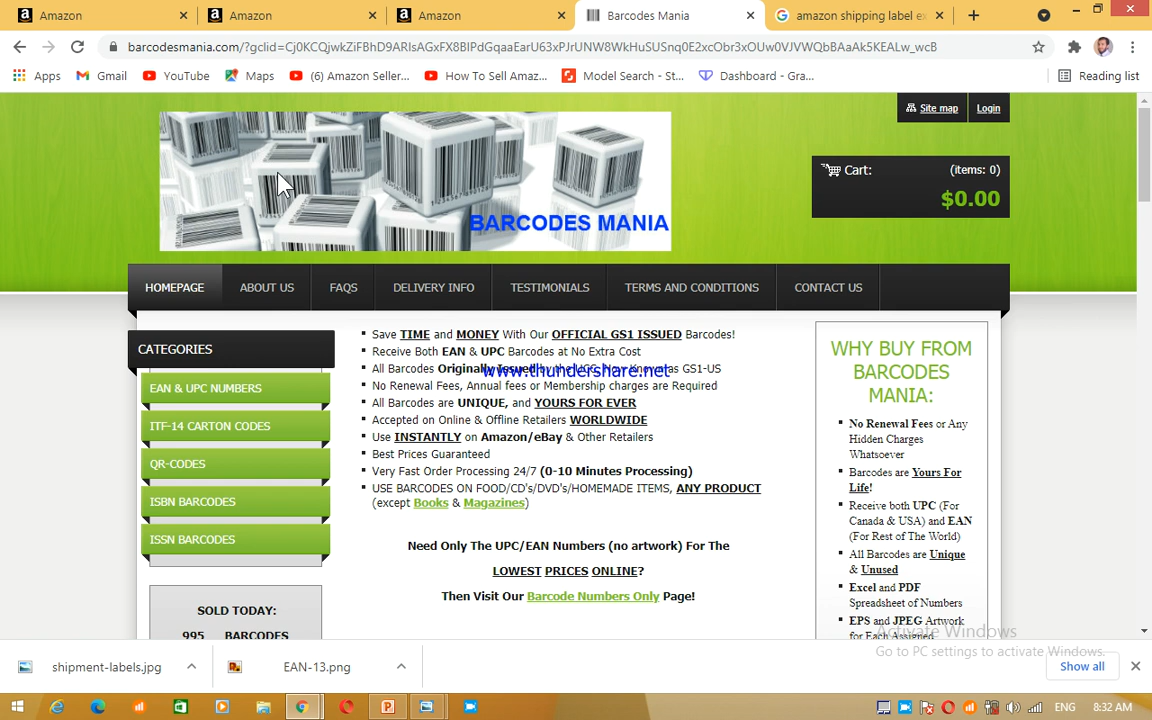 Amazon
Amazon
Amazon
Barcodes Mania
amazon shipping label ex
barcodesmania.com/?gclid=Cj0KCQjwkZiFBhD9ARIsAGxFX8BIPdGqaaEarU63xPJrUNW8WkHuSUSnq0E2xcObr3xOUw0VJVWQbBAaAk5KEALw_wcB
Apps
Gmail
YouTube
Maps
(6) Amazon Seller...
How To Sell Amaz...
Model Search - St...
Dashboard - Gra...
Reading list
Site map
Login
BARCODES MANIA
Cart:
(items: 0)
$0.00
HOMEPAGE
ABOUT US
FAQS
DELIVERY INFO
TESTIMONIALS
TERMS AND CONDITIONS
CONTACT US
CATEGORIES
EAN & UPC NUMBERS
ITF-14 CARTON CODES
QR-CODES
ISBN BARCODES
ISSN BARCODES
SOLD TODAY:
995 BARCODES
Save TIME and MONEY With Our OFFICIAL GS1 ISSUED Barcodes!
Receive Both EAN & UPC Barcodes at No Extra Cost
All Barcodes Originally Issued by the UCC, Now Known as GS1-US
www.thundershare.net
No Renewal Fees, Annual fees or Membership charges are Required
All Barcodes are UNIQUE, and YOURS FOR EVER
Accepted on Online & Offline Retailers WORLDWIDE
Use INSTANTLY on Amazon/eBay & Other Retailers
Best Prices Guaranteed
Very Fast Order Processing 24/7 (0-10 Minutes Processing)
USE BARCODES ON FOOD/CD's/DVD's/HOMEMADE ITEMS, ANY PRODUCT
(except Books & Magazines)
Need Only The UPC/EAN Numbers (no artwork) For The
LOWEST PRICES ONLINE?
Then Visit Our Barcode Numbers Only Page!
WHY BUY FROM
BARCODES
MANIA:
No Renewal Fees or Any
Hidden Charges
Whatsoever
Barcodes are Yours For
Life!
Receive both UPC (For
Canada & USA) and EAN
(For Rest of The World)
All Barcodes are Unique
& Unused
Excel and PDF
Spreadsheet of Numbers
EPS and JPEG Artwork
for Each Assigned
Activate Windows
Go to PC settings to activate Windows.
shipment-labels.jpg
EAN-13.png
Show all
ENG
8:32 AM